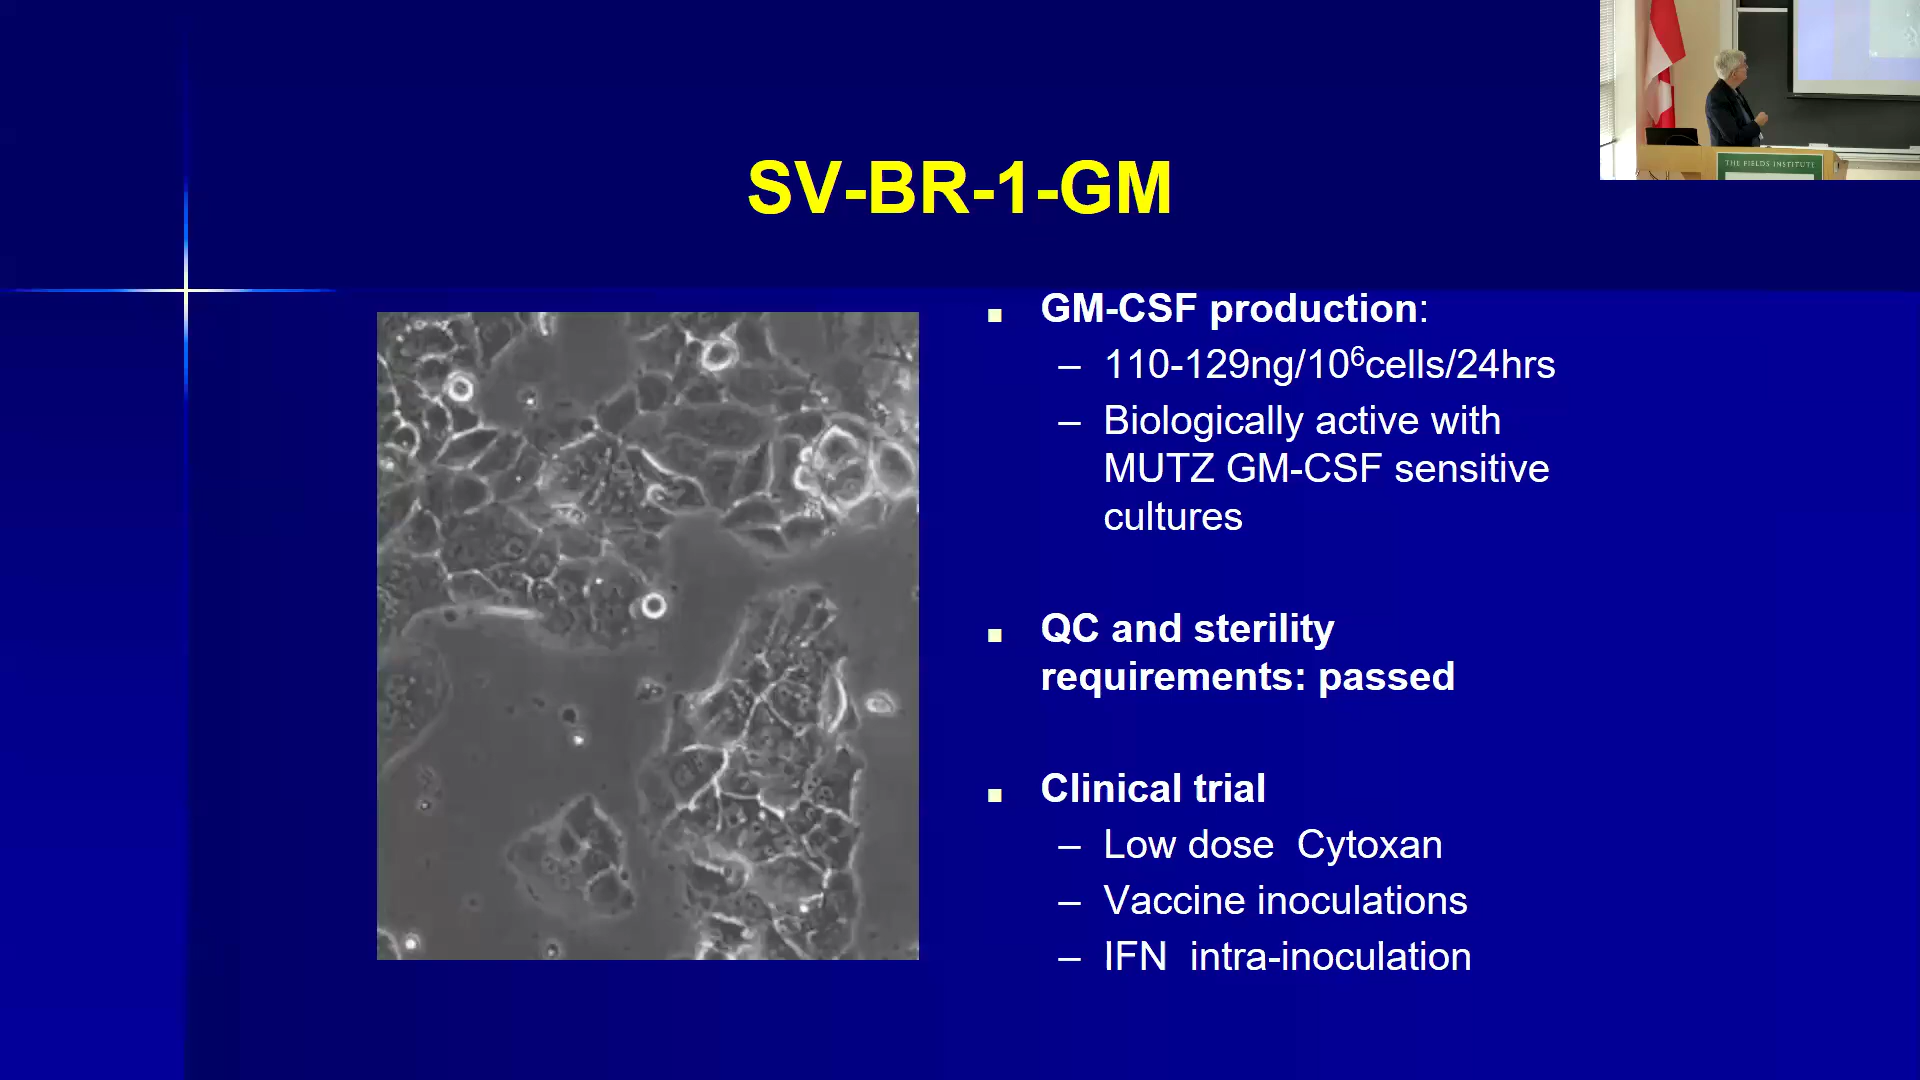 THE FIELDS INSTITUTE
SV-BR-1-GM
▪ GM-CSF production:
– 110-129ng/10⁶cells/24hrs
– Biologically active with
MUTZ GM-CSF sensitive
cultures
▪ QC and sterility
requirements: passed
▪ Clinical trial
– Low dose  Cytoxan
– Vaccine inoculations
– IFN  intra-inoculation